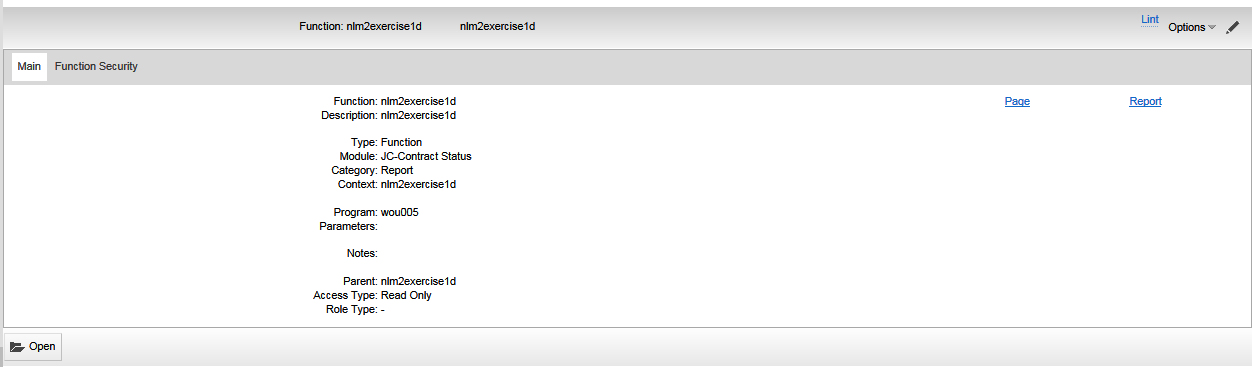 Function: nlm2exercise1d nlm2exercise1d Lint Options
Main Function Security
Function: nlm2exercise1d Page Report
Description: nlm2exercise1d
Type: Function
Module: JC-Contract Status
Category: Report
Context: nlm2exercise1d
Program: wou005
Parameters:
Notes:
Parent: nlm2exercise1d
Access Type: Read Only
Role Type: -
Open